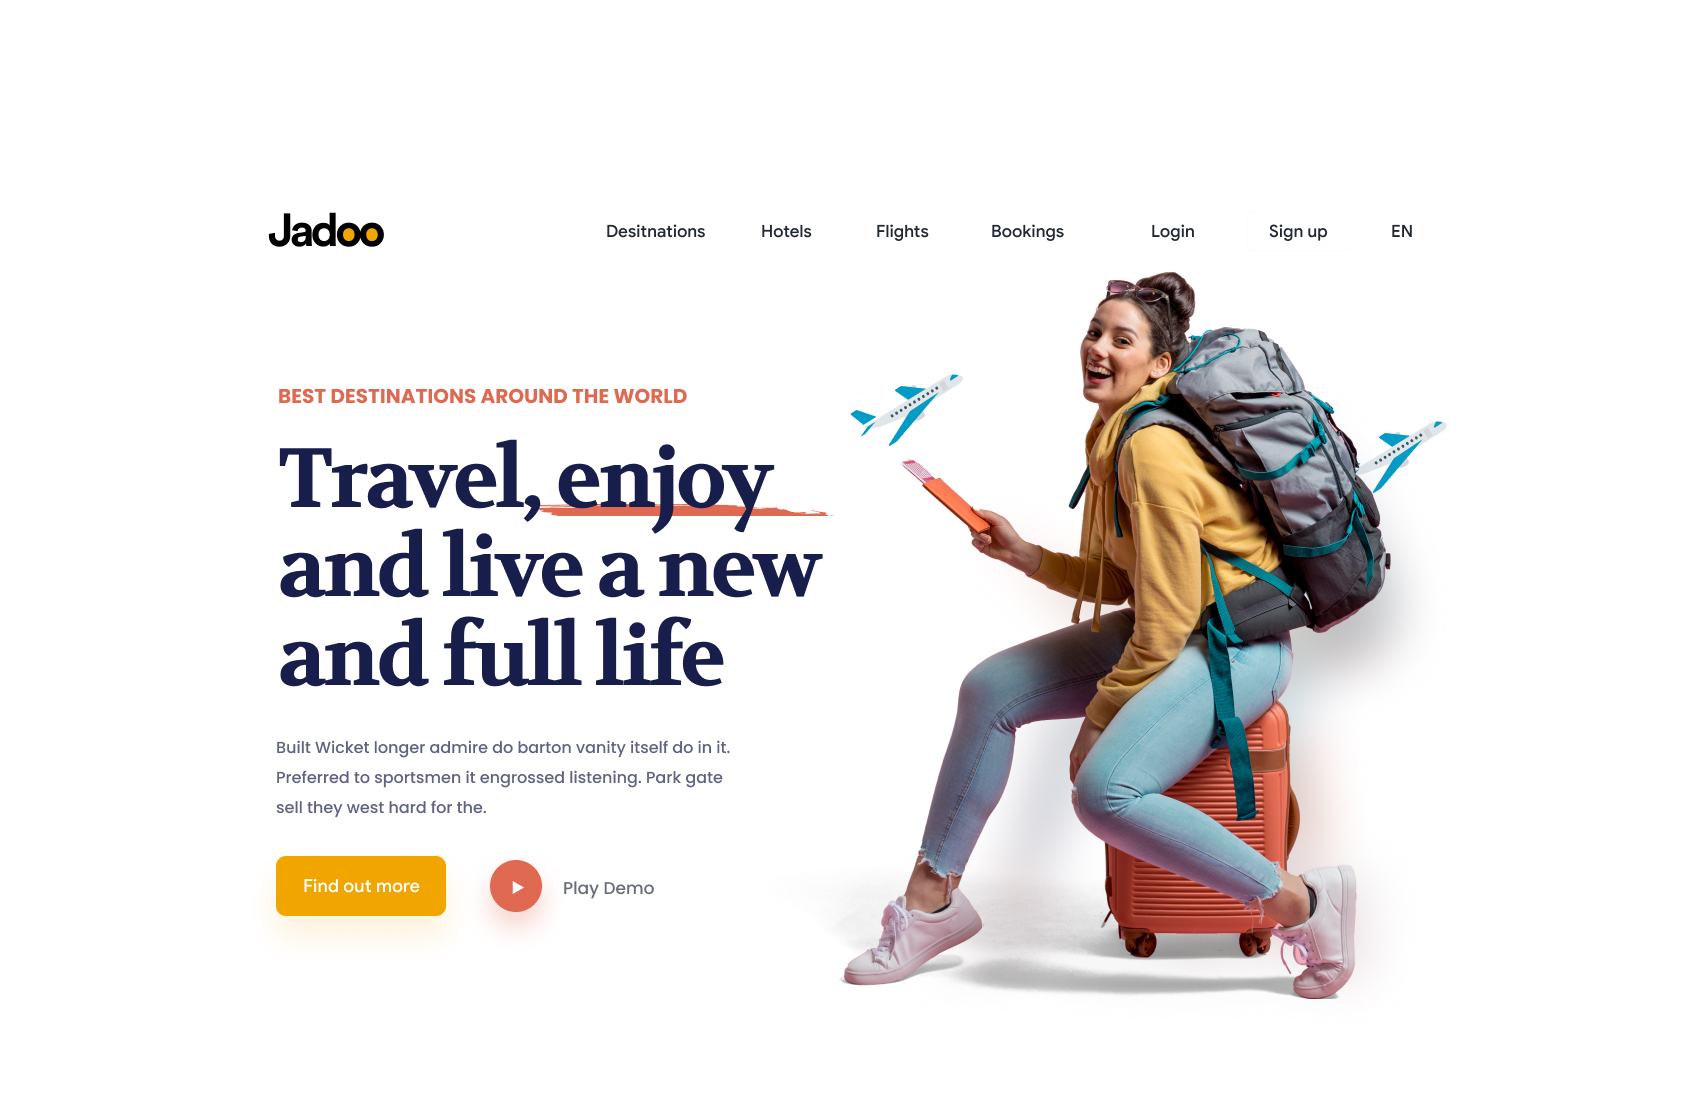 Jadoo
Desitnations
Hotels
Flights
Bookings
Login
Sign up
EN
BEST DESTINATIONS AROUND THE WORLD
Travel, enjoy
and live a new
and full life
Built Wicket longer admire do barton vanity itself do in it.
Preferred to sportsmen it engrossed listening. Park gate
sell they west hard for the.
Find out more
Play Demo